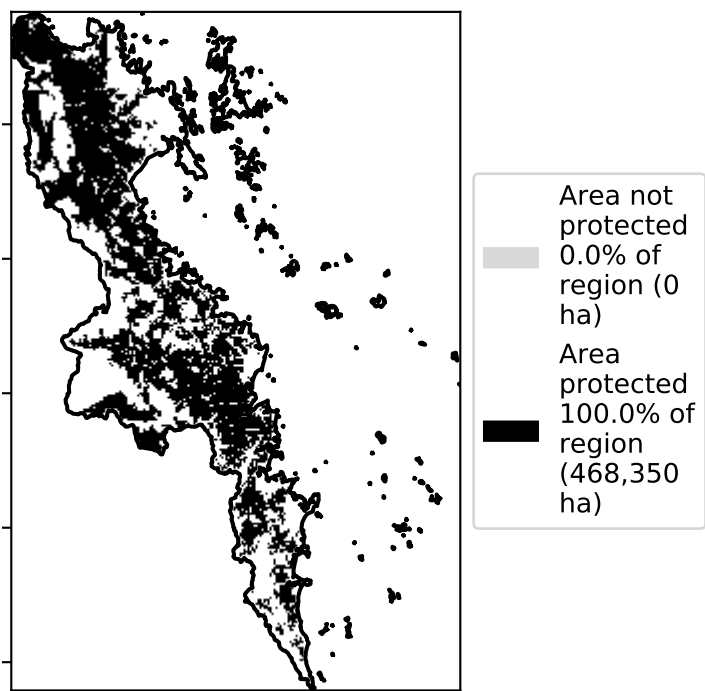 Area not
protected
0.0% of
region (0
ha)
Area
protected
100.0% of
region
(468,350
ha)